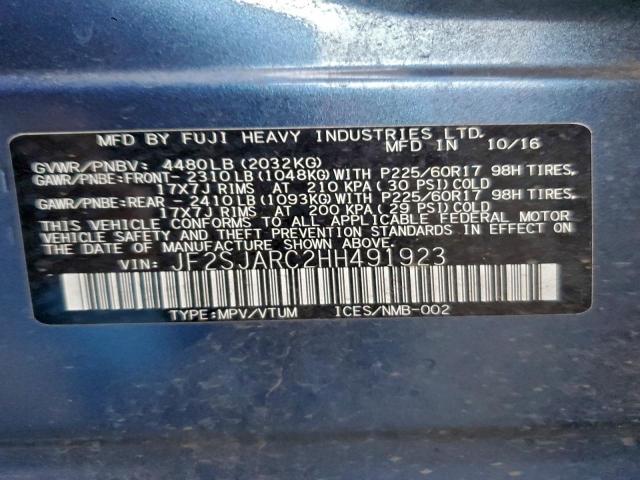 MFD BY FUJI HEAVY INDUSTRIES LTD. MFD IN 10/16
GVWR/PNBV: 4480LB (2032KG)
GAWR/PNBE: FRONT- 2310 LB (1048KG) WITH P225/60R17 98H TIRES,
17X7J RIMS AT 210 KPA ( 30 PSI) COLD
GAWR/PNBE: REAR - 2410 LB (1093KG) WITH P225/60R17 98H TIRES,
17X7J RIMS AT 200 KPA ( 29 PSI) COLD
THIS VEHICLE CONFORMS TO ALL APPLICABLE FEDERAL MOTOR
VEHICLE SAFETY AND THEFT PREVENTION STANDARDS IN EFFECT ON
THE DATE OF MANUFACTURE SHOWN ABOVE.
VIN: JF2SJARC2HH491923
TYPE:MPV/VTUM ICES/NMB-002